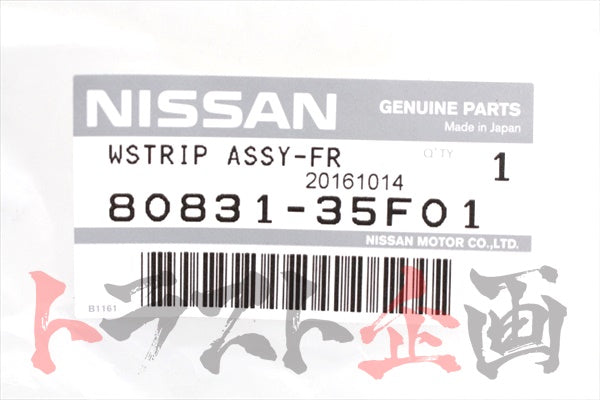 NISSAN
GENUINE PARTS
Made in Japan
WSTRIP ASSY-FR
Q'TY 1
20161014
80831-35F01
NISSAN MOTOR CO.,LTD.
B1161
トラスト企画